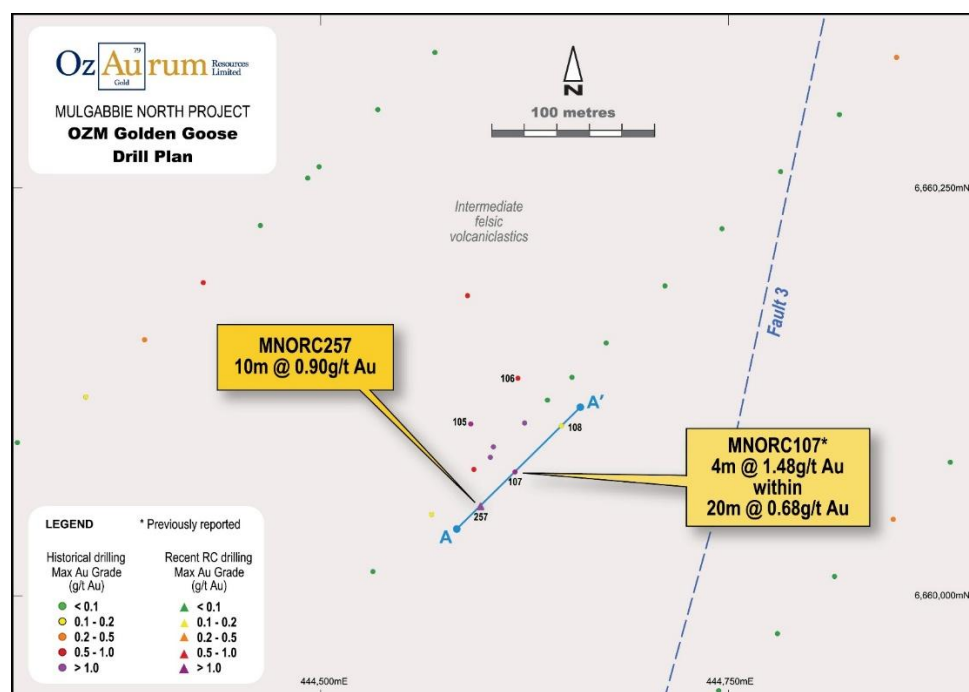 79
OzAurum Resources Limited
Gold
MULGABBIE NORTH PROJECT
OZM Golden Goose
Drill Plan
N
100 metres
6,660,250mN
Intermediate
felsic
volcaniclastics
Fault 3
MNORC257
10m @ 0.90g/t Au
106
A'
105
108
MNORC107*
4m @ 1.48g/t Au
within
20m @ 0.68g/t Au
107
257
A
LEGEND * Previously reported
Historical drilling
Max Au Grade
(g/t Au)
< 0.1
0.1 - 0.2
0.2 - 0.5
0.5 - 1.0
> 1.0
Recent RC drilling
Max Au Grade
(g/t Au)
< 0.1
0.1 - 0.2
0.2 - 0.5
0.5 - 1.0
> 1.0
6,660,000mN
444,500mE
444,750mE